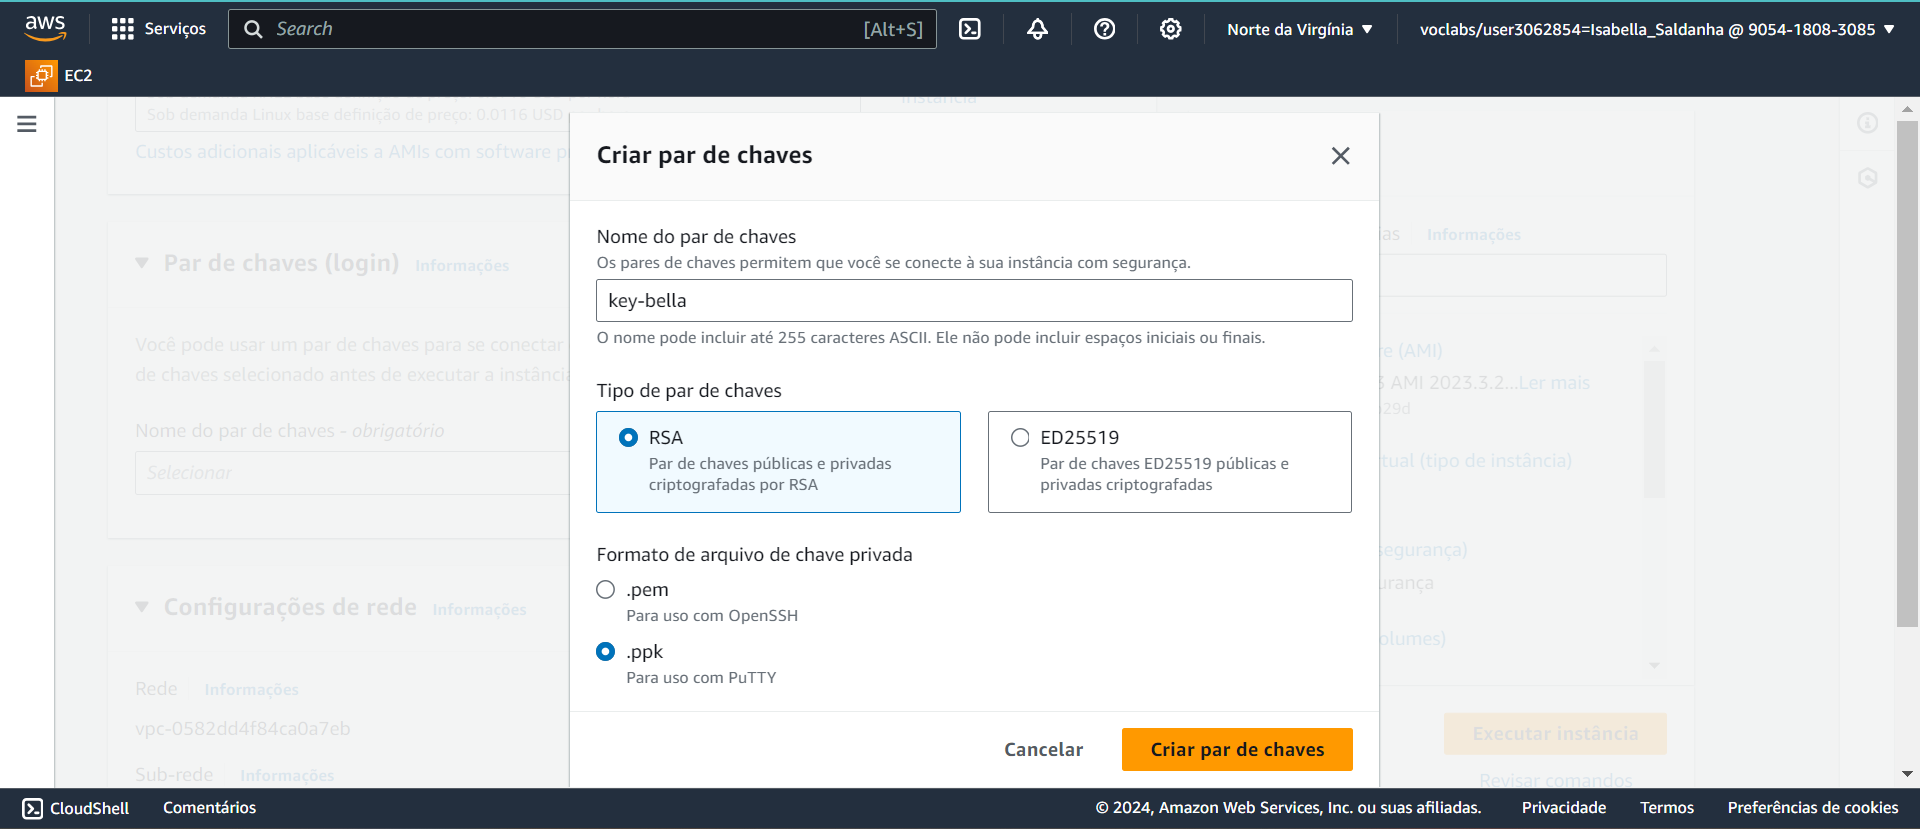 aws
Serviços
Search
[Alt+S]
Norte da Virgínia
voclabs/user3062854=Isabella_Saldanha @ 9054-1808-3085
EC2
Sob demanda Linux base definição de preço: 0.0116 USD
Custos adicionais aplicáveis a AMIs com software
Par de chaves (login) Informações
Você pode usar um par de chaves para se conectar
de chaves selecionado antes de executar a instância
Nome do par de chaves - obrigatório
Selecionar
Configurações de rede Informações
Rede Informações
vpc-0582dd4f84ca0a7eb
Sub-rede Informações
Criar par de chaves
Nome do par de chaves
Os pares de chaves permitem que você se conecte à sua instância com segurança.
key-bella
O nome pode incluir até 255 caracteres ASCII. Ele não pode incluir espaços iniciais ou finais.
Tipo de par de chaves
RSA
Par de chaves públicas e privadas
criptografadas por RSA
ED25519
Par de chaves ED25519 públicas e
privadas criptografadas
Formato de arquivo de chave privada
.pem
Para uso com OpenSSH
.ppk
Para uso com PuTTY
Cancelar
Criar par de chaves
instância
ias Informações
re (AMI)
3 AMI 2023.3.2...Ler mais
a29d
rtual (tipo de instância)
segurança)
urança
olumes)
Executar instância
Revisar comandos
CloudShell
Comentários
© 2024, Amazon Web Services, Inc. ou suas afiliadas.
Privacidade
Termos
Preferências de cookies